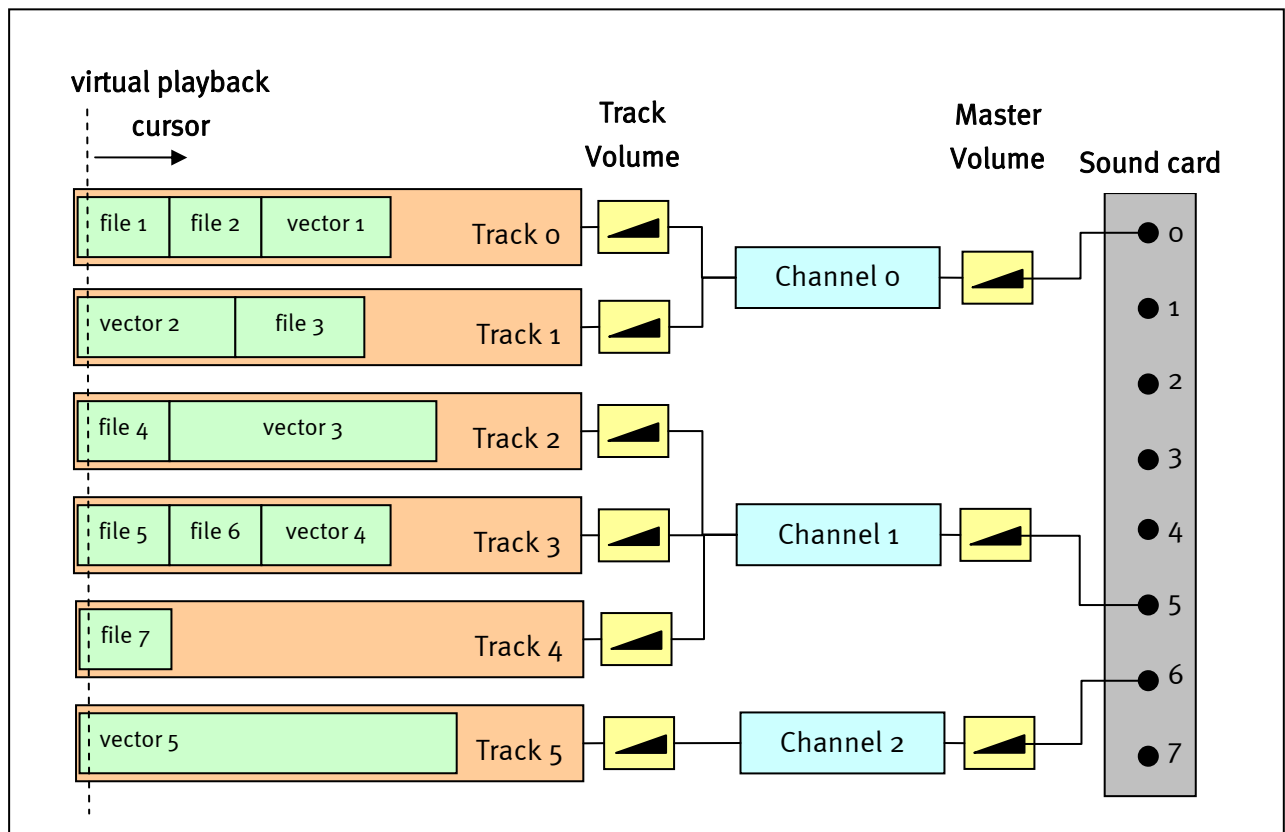 virtual playback
cursor
Track
Volume
Master
Volume
Sound card
file 1
file 2
vector 1
Track 0
Channel 0
0
vector 2
file 3
Track 1
1
file 4
vector 3
Track 2
2
3
file 5
file 6
vector 4
Track 3
Channel 1
4
file 7
Track 4
5
6
vector 5
Track 5
Channel 2
7